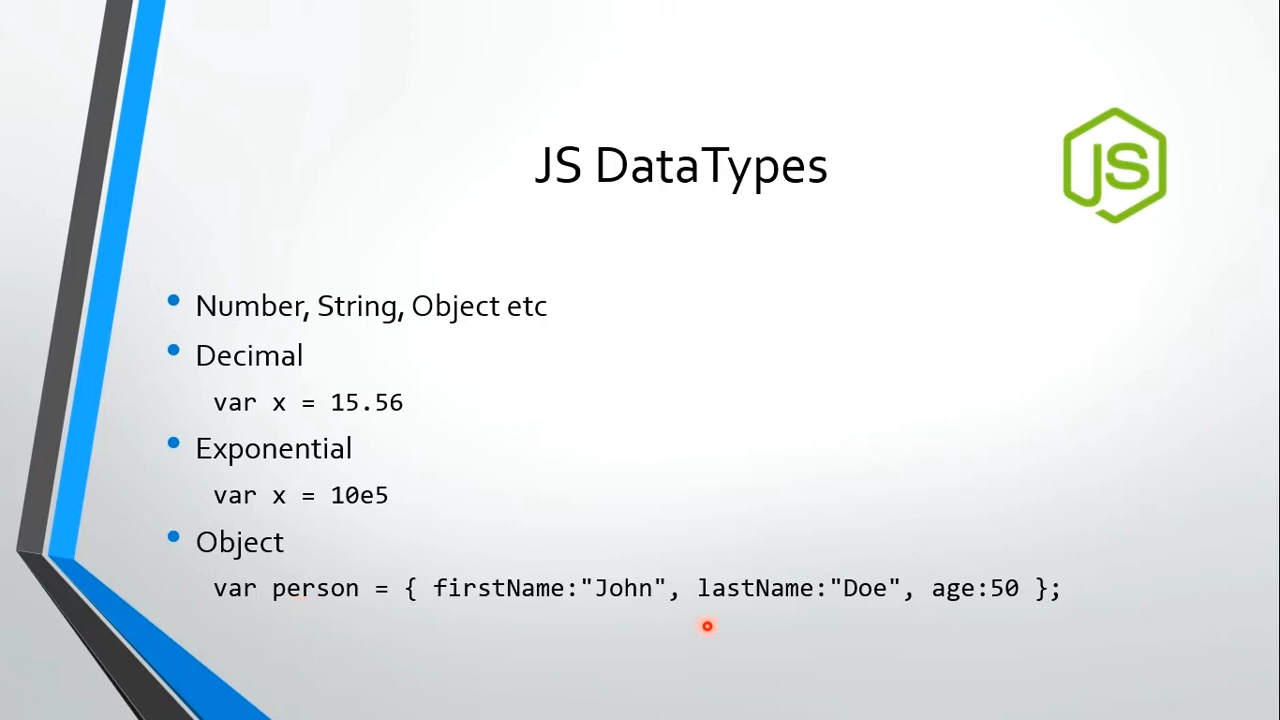 JS DataTypes
JS
Number, String, Object etc
Decimal
var x = 15.56
Exponential
var x = 10e5
Object
var person = { firstName:"John", lastName:"Doe", age:50 };